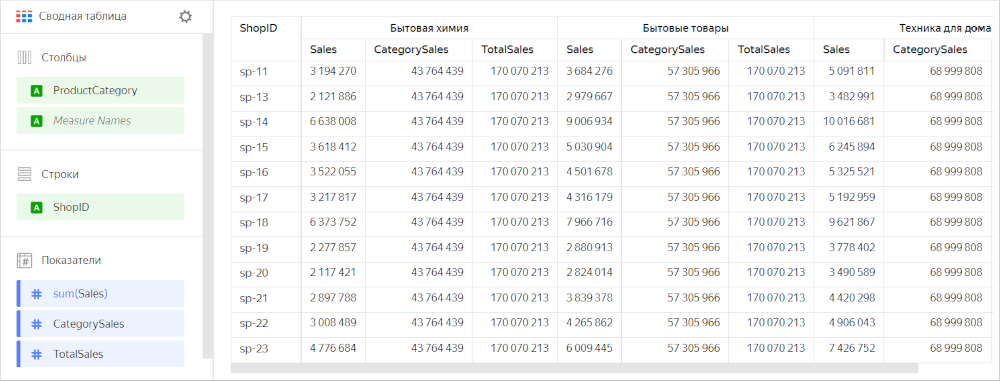 Сводная таблица
Столбцы
A ProductCategory
A Measure Names
Строки
A ShopID
Показатели
# sum(Sales)
# CategorySales
# TotalSales
ShopID Бытовая химия Бытовые товары Техника для дома
Sales CategorySales TotalSales Sales CategorySales TotalSales Sales CategorySales
sp-11 3 194 270 43 764 439 170 070 213 3 684 276 57 305 966 170 070 213 5 091 811 68 999 808
sp-13 2 121 886 43 764 439 170 070 213 2 979 667 57 305 966 170 070 213 3 482 991 68 999 808
sp-14 6 638 008 43 764 439 170 070 213 9 006 934 57 305 966 170 070 213 10 016 681 68 999 808
sp-15 3 618 412 43 764 439 170 070 213 5 030 904 57 305 966 170 070 213 6 245 894 68 999 808
sp-16 3 522 055 43 764 439 170 070 213 4 501 678 57 305 966 170 070 213 5 325 521 68 999 808
sp-17 3 217 817 43 764 439 170 070 213 4 316 179 57 305 966 170 070 213 5 192 959 68 999 808
sp-18 6 373 752 43 764 439 170 070 213 7 966 716 57 305 966 170 070 213 9 621 867 68 999 808
sp-19 2 277 857 43 764 439 170 070 213 2 880 913 57 305 966 170 070 213 3 778 402 68 999 808
sp-20 2 117 421 43 764 439 170 070 213 2 824 014 57 305 966 170 070 213 3 490 589 68 999 808
sp-21 2 897 788 43 764 439 170 070 213 3 839 378 57 305 966 170 070 213 4 420 298 68 999 808
sp-22 3 008 489 43 764 439 170 070 213 4 265 862 57 305 966 170 070 213 4 906 043 68 999 808
sp-23 4 776 684 43 764 439 170 070 213 6 009 445 57 305 966 170 070 213 7 426 752 68 999 808